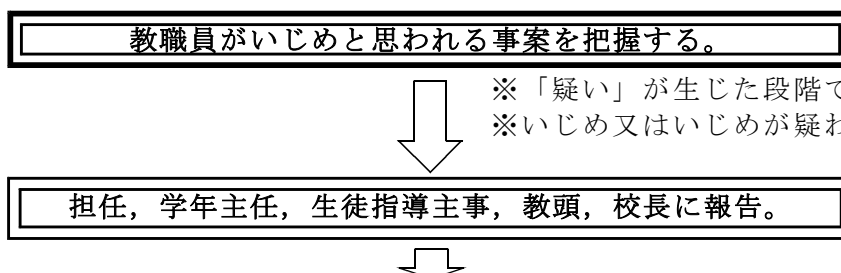 教職員がいじめと思われる事案を把握する。
※「疑い」が生じた段階で
※いじめ又はいじめが疑わ
担任，学年主任，生徒指導主事，教頭，校長に報告。